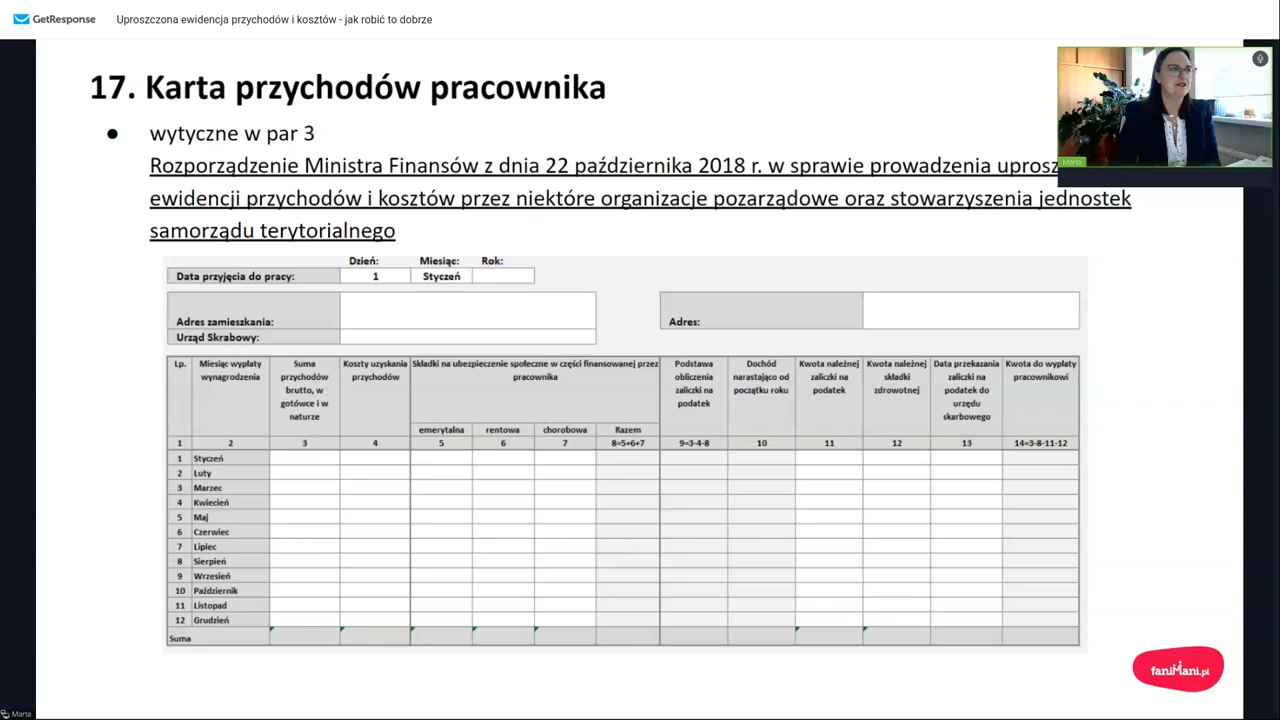 GetResponse Uproszczona ewidencja przychodów i kosztów - jak robić to dobrze
17. Karta przychodów pracownika
● wytyczne w par 3
Rozporządzenie Ministra Finansów z dnia 22 października 2018 r. w sprawie prowadzenia uprosz
ewidencji przychodów i kosztów przez niektóre organizacje pozarządowe oraz stowarzyszenia jednostek
samorządu terytorialnego
Marta
Dzień: Miesiąc: Rok:
Data przyjęcia do pracy: 1 Styczeń
Adres zamieszkania: Adres:
Urząd Skrabowy:
Lp. Miesiąc wypłaty wynagrodzenia Suma przychodów brutto, w gotówce i w naturze Koszty uzyskania przychodów Składki na ubezpieczenie społeczne w części finansowanej przez pracownika Podstawa obliczenia zaliczki na podatek Dochód narastająco od początku roku Kwota należnej zaliczki na podatek Kwota należnej składki zdrowotnej Data przekazania zaliczki na podatek do urzędu skarbowego Kwota do wypłaty pracownikowi
emerytalna rentowa chorobowa Razem
1 2 3 4 5 6 7 8=5+6+7 9=3-4-8 10 11 12 13 14=3-8-11-12
1 Styczeń
2 Luty
3 Marzec
4 Kwiecień
5 Maj
6 Czerwiec
7 Lipiec
8 Sierpień
9 Wrzesień
10 Październik
11 Listopad
12 Grudzień
Suma
faniMani.pl
Marta